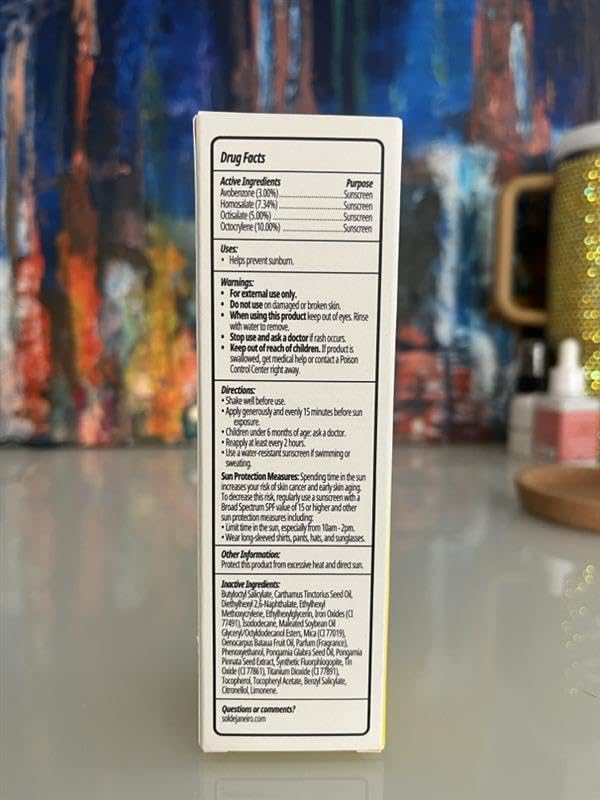 Drug Facts
Active Ingredients Purpose
Avobenzone (3.00%)..............................Sunscreen
Homosalate (7.34%)..............................Sunscreen
Octisalate (5.00%)..............................Sunscreen
Octocrylene (10.00%)..............................Sunscreen
Uses:
• Helps prevent sunburn.
Warnings:
• For external use only.
• Do not use on damaged or broken skin.
• When using this product keep out of eyes. Rinse
with water to remove.
• Stop use and ask a doctor if rash occurs.
• Keep out of reach of children. If product is
swallowed, get medical help or contact a Poison
Control Center right away.
Directions:
• Shake well before use.
• Apply generously and evenly 15 minutes before sun
exposure.
• Children under 6 months of age: ask a doctor.
• Reapply at least every 2 hours.
• Use a water-resistant sunscreen if swimming or
sweating.
Sun Protection Measures: Spending time in the sun
increases your risk of skin cancer and early skin aging.
To decrease this risk, regularly use a sunscreen with a
Broad Spectrum SPF value of 15 or higher and other
sun protection measures including:
• Limit time in the sun, especially from 10am - 2pm.
• Wear long-sleeved shirts, pants, hats, and sunglasses.
Other Information:
Protect this product from excessive heat and direct sun.
Inactive Ingredients:
Butyloctyl Salicylate, Carthamus Tinctorius Seed Oil,
Diethylhexyl 2,6-Naphthalate, Ethylhexyl
Methoxycrylene, Ethylhexylglycerin, Iron Oxides (CI
77491), Isododecane, Maleated Soybean Oil
Glyceryl/Octyldodecanol Esters, Mica (CI 77019),
Oenocarpus Bataua Fruit Oil, Parfum (Fragrance),
Phenoxyethanol, Pongamia Glabra Seed Oil, Pongamia
Pinnata Seed Extract, Synthetic Fluorphlogopite, Tin
Oxide (CI 77861), Titanium Dioxide (CI 77891),
Tocopherol, Tocopheryl Acetate, Benzyl Salicylate,
Citronellol, Limonene.
Questions or comments?
soldejaneiro.com